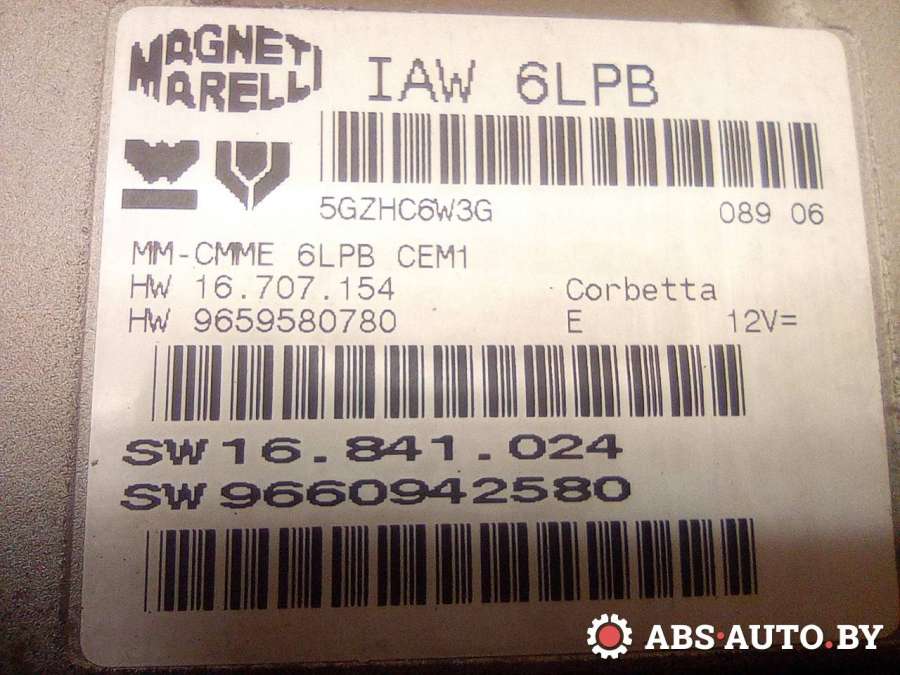 MAGNETI
MARELLI
IAW 6LPB
5GZHC6W3G 089 06
MM-CMME 6LPB CEM1
HW 16.707.154 Corbetta
HW 9659580780 E 12V=
SW 16.841.024
SW 9660942580
ABS·AUTO.BY